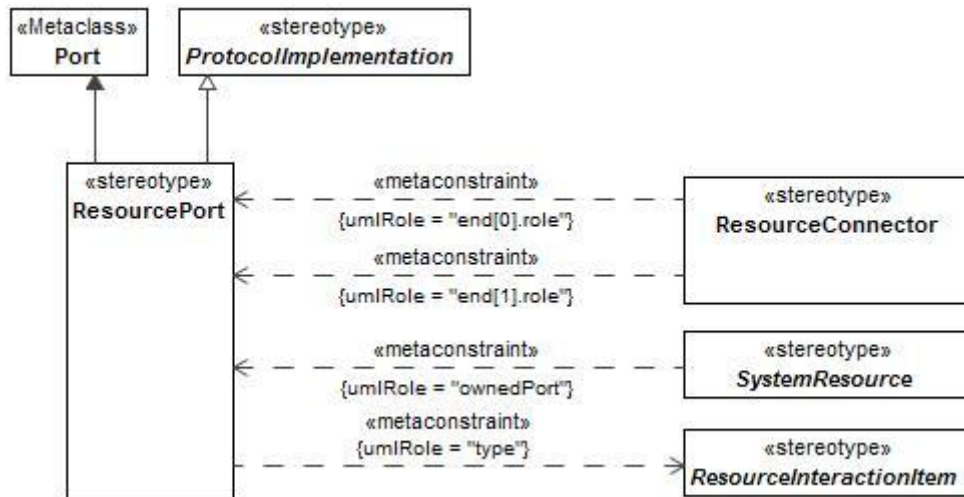 «Metaclass»
Port
«stereotype»
ProtocolImplementation
«stereotype»
ResourcePort
«metaconstraint»
{umlRole = "end[0].role"}
«metaconstraint»
{umlRole = "end[1].role"}
«stereotype»
ResourceConnector
«metaconstraint»
{umlRole = "ownedPort"}
«stereotype»
SystemResource
«metaconstraint»
{umlRole = "type"}
«stereotype»
ResourceInteractionItem